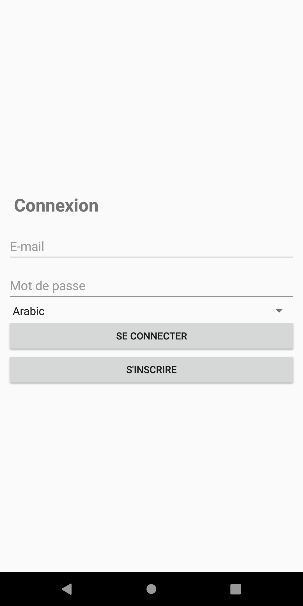 Connexion
E-mail
Mot de passe
Arabic
SE CONNECTER
S'INSCRIRE